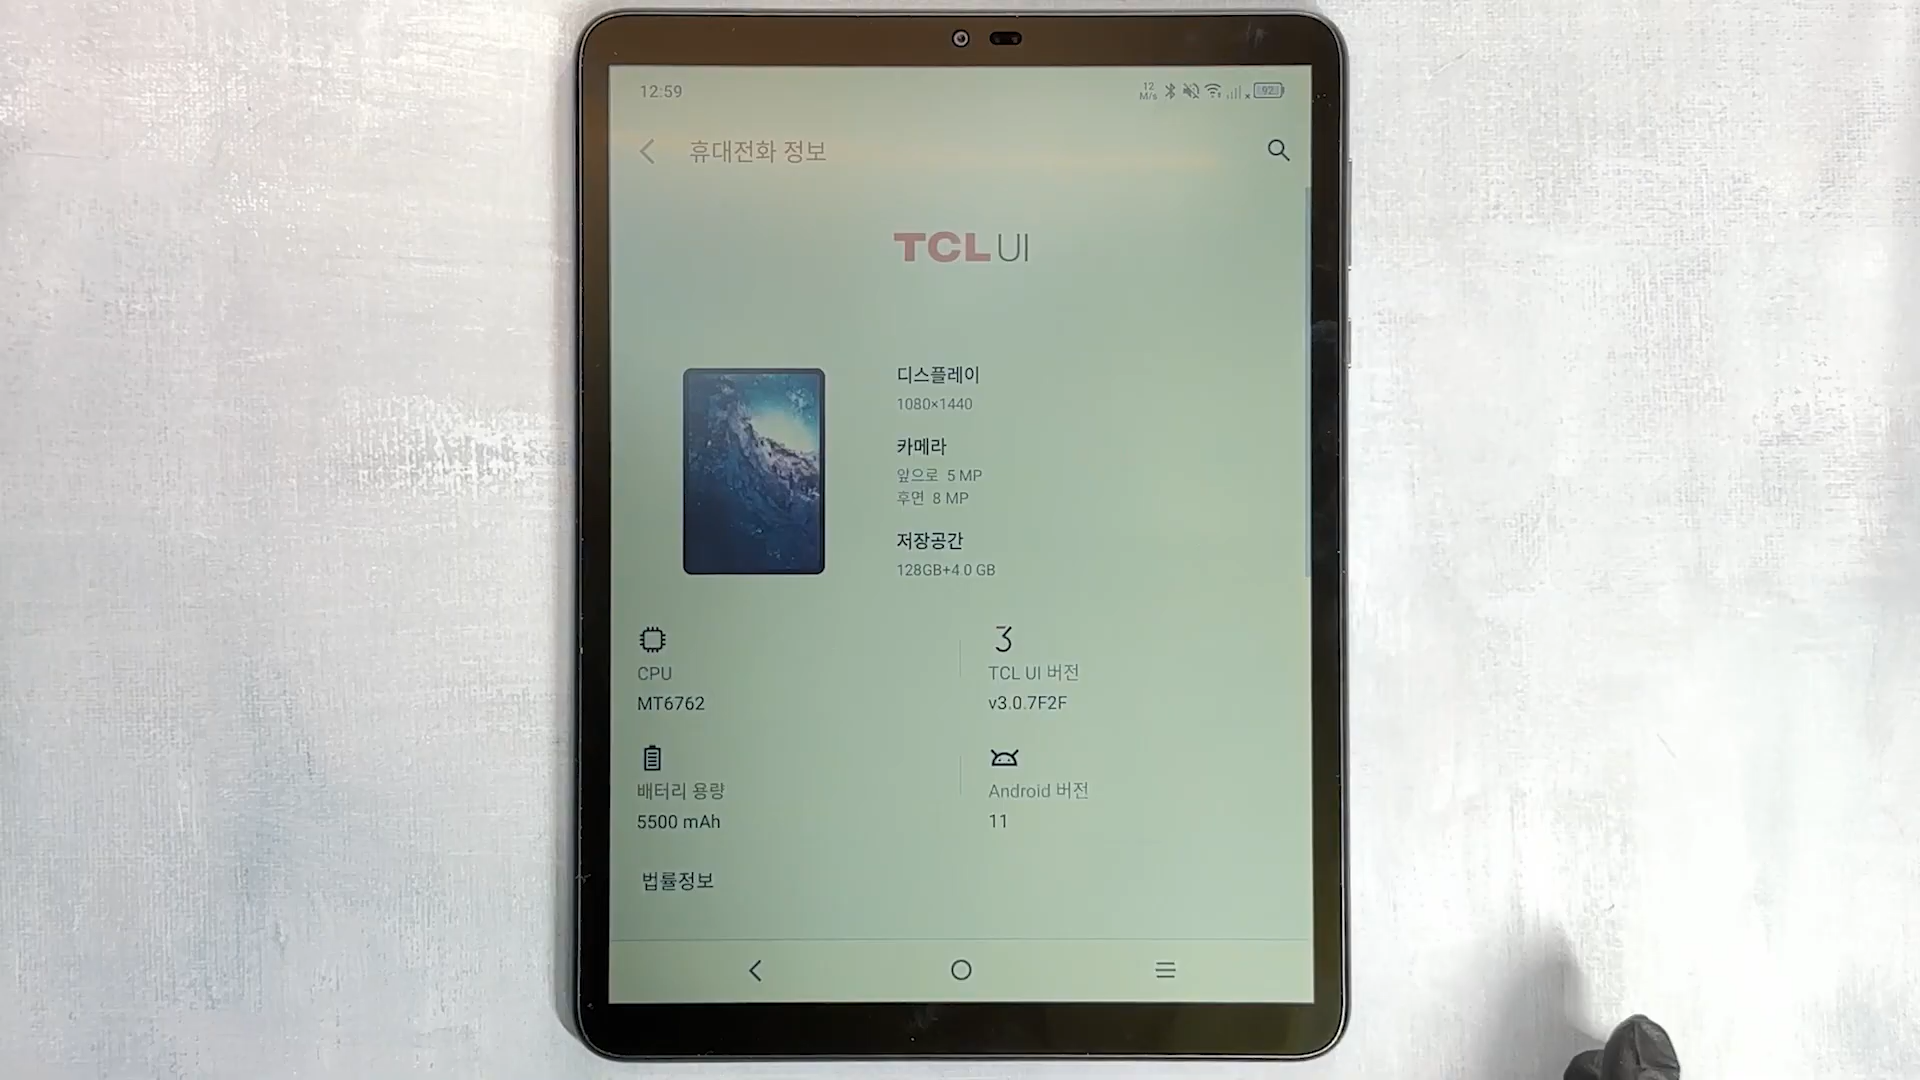 12:59
12
M/s
92
휴대전화 정보
TCL UI
디스플레이
1080×1440
카메라
앞으로 5 MP
후면 8 MP
저장공간
128GB+4.0 GB
CPU
MT6762
3
TCL UI 버전
v3.0.7F2F
배터리 용량
5500 mAh
Android 버전
11
법률정보